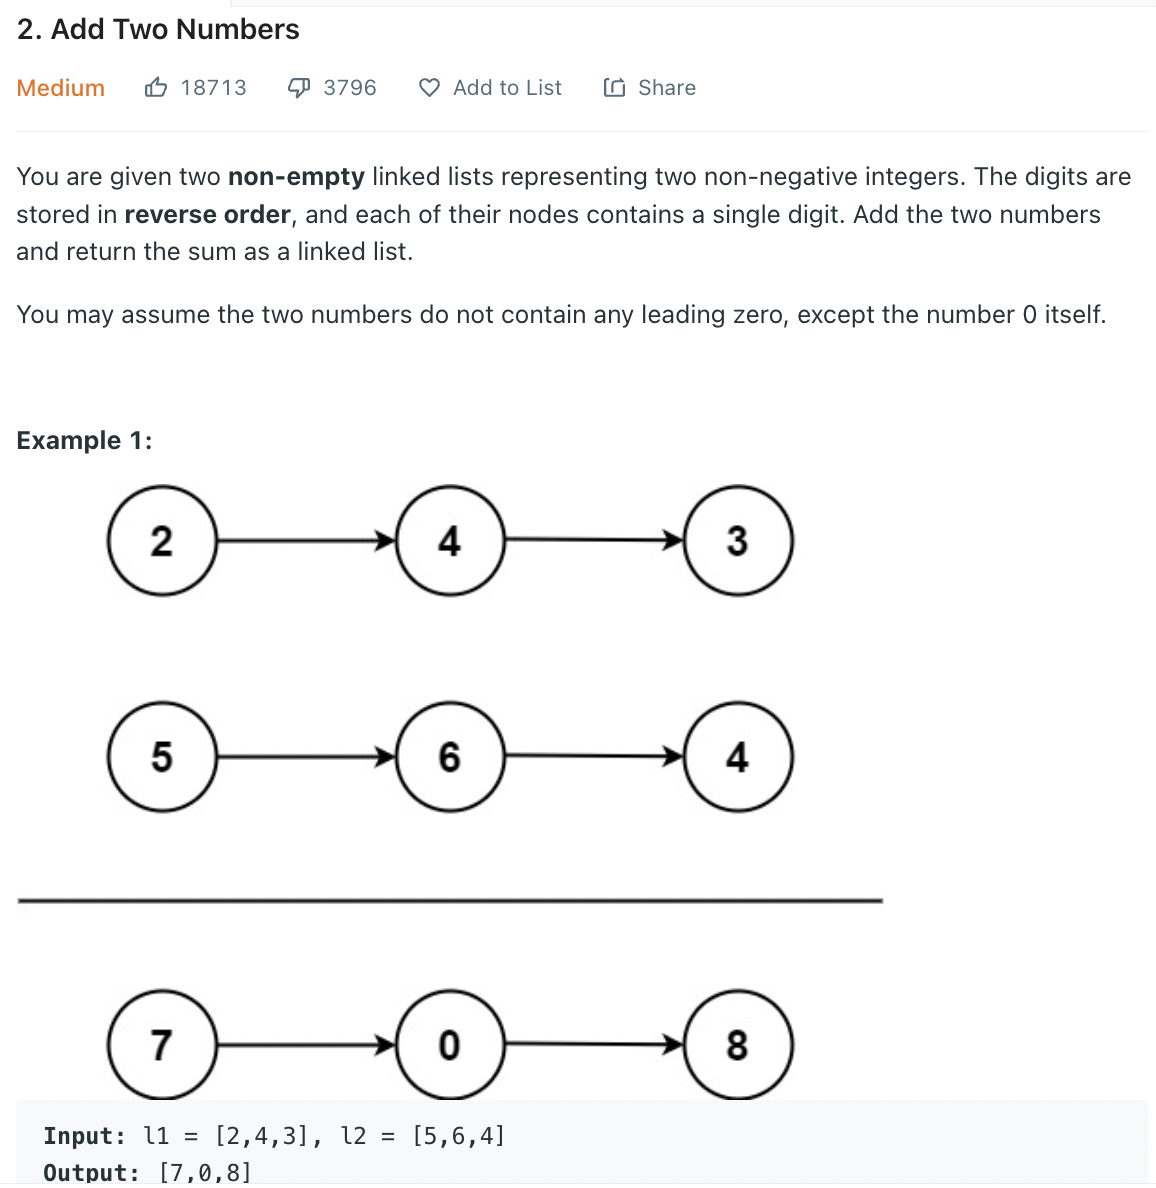 2. Add Two Numbers
Medium 18713 3796 Add to List Share
You are given two non-empty linked lists representing two non-negative integers. The digits are
stored in reverse order, and each of their nodes contains a single digit. Add the two numbers
and return the sum as a linked list.
You may assume the two numbers do not contain any leading zero, except the number 0 itself.
Example 1:
2 4 3
5 6 4
7 0 8
Input: l1 = [2,4,3], l2 = [5,6,4]
Output: [7,0,8]